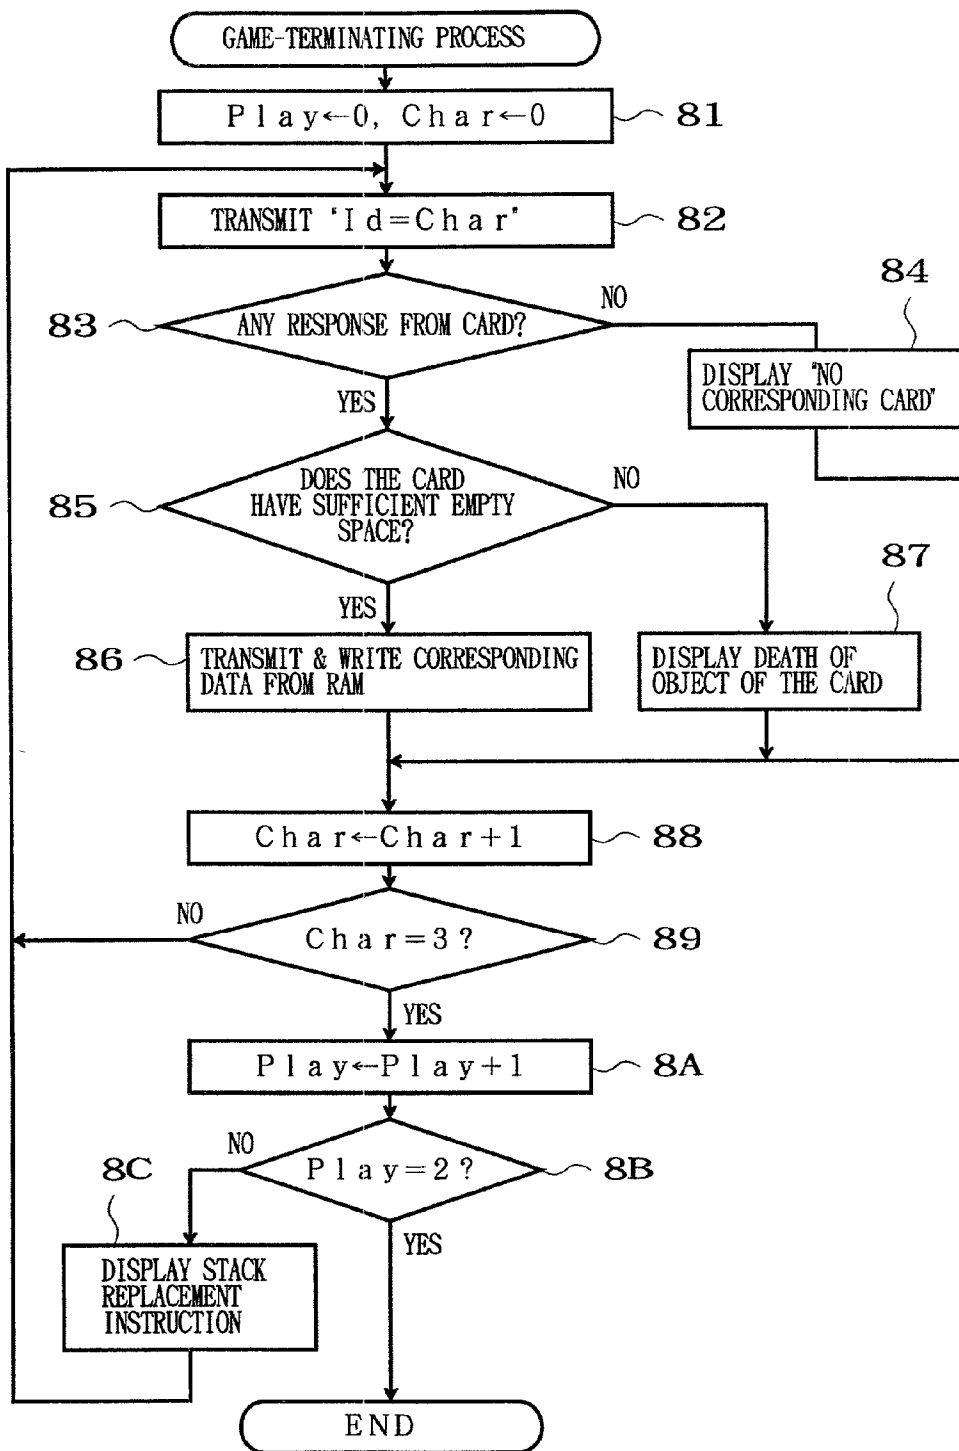 GAME-TERMINATING PROCESS
Play←0, Char←0
81
TRANSMIT "Id=Char"
82
83
ANY RESPONSE FROM CARD?
NO
84
DISPLAY "NO
CORRESPONDING CARD"
YES
85
DOES THE CARD
HAVE SUFFICIENT EMPTY
SPACE?
NO
87
YES
86
TRANSMIT & WRITE CORRESPONDING
DATA FROM RAM
DISPLAY DEATH OF
OBJECT OF THE CARD
Char←Char+1
88
NO
Char=3?
89
YES
Play←Play+1
8A
NO
Play=2?
8B
8C
YES
DISPLAY STACK
REPLACEMENT
INSTRUCTION
END